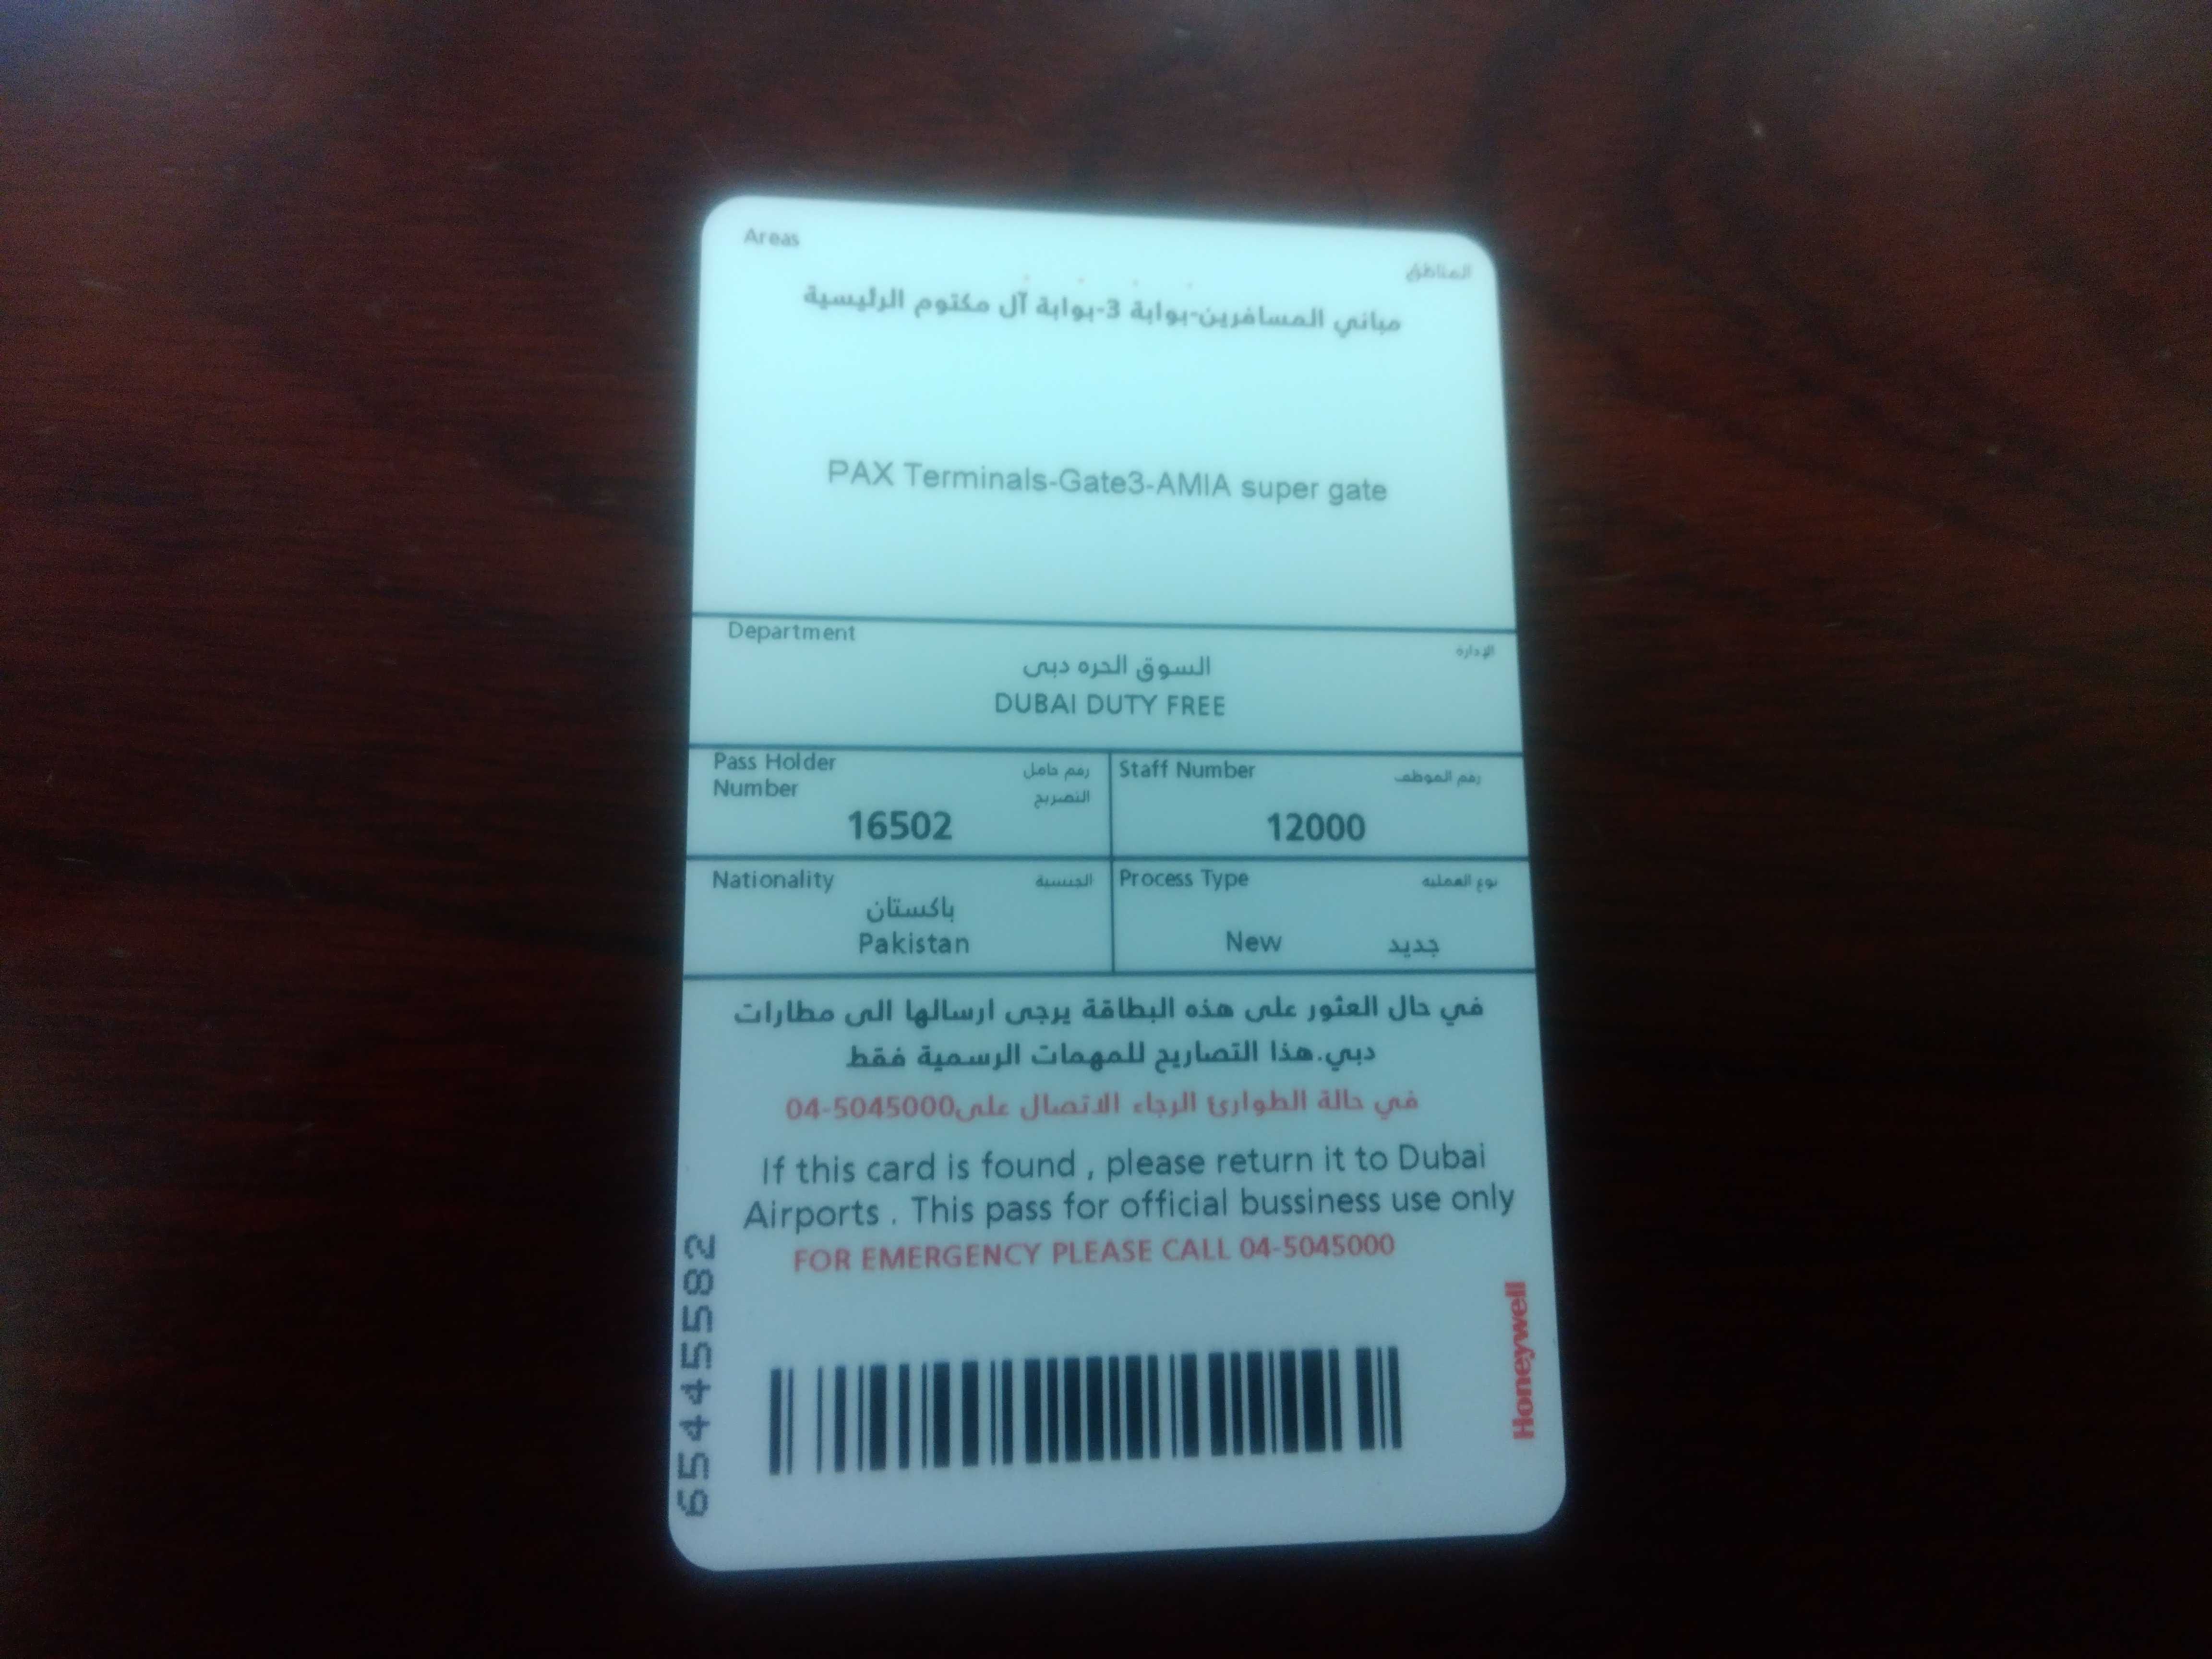 Areas
المناطق
مباني المسافرين-بوابة 3-بوابة آل مكتوم الرئيسية
PAX Terminals-Gate3-AMIA super gate
Department
الإدارة
السوق الحره دبى
DUBAI DUTY FREE
Pass Holder
Number
رقم حامل
التصريح
16502
Staff Number
رقم الموظف
12000
Nationality
الجنسية
باكستان
Pakistan
Process Type
نوع العملية
New
جديد
في حال العثور على هذه البطاقة يرجى ارسالها الى مطارات
دبي.هذا التصاريح للمهمات الرسمية فقط
في حالة الطوارئ الرجاء الاتصال على04-5045000
If this card is found , please return it to Dubai
Airports . This pass for official bussiness use only
FOR EMERGENCY PLEASE CALL 04-5045000
65445582
Honeywell